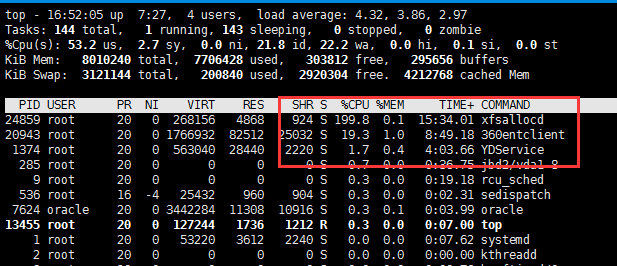 top - 16:52:05 up  7:27,  4 users,  load average: 4.32, 3.86, 2.97
Tasks: 144 total,   1 running, 143 sleeping,   0 stopped,   0 zombie
%Cpu(s): 53.2 us,  2.7 sy,  0.0 ni, 21.8 id, 22.2 wa,  0.0 hi,  0.1 si,  0.0 st
KiB Mem:   8010240 total,  7706428 used,   303812 free,   295656 buffers
KiB Swap:  3121144 total,   200840 used,  2920304 free.  4212768 cached Mem
PID USER PR NI VIRT RES SHR S %CPU %MEM TIME+ COMMAND
24859 root 20 0 268156 4868 924 S 199.8 0.1 15:34.01 xfsallocd
20943 root 20 0 1766932 82512 25032 S 19.3 1.0 8:49.18 360entclient
1374 root 20 0 563040 28440 2220 S 1.7 0.4 4:03.66 YDService
285 root 20 0 0 0 0 S 0.7 0.0 0:36.75 jbd2/vda1-8
9 root 20 0 0 0 0 S 0.3 0.0 0:19.18 rcu_sched
536 root 16 -4 25432 960 904 S 0.3 0.0 0:02.31 sedispatch
7624 oracle 20 0 3442284 11308 10916 S 0.3 0.1 0:03.99 oracle
13455 root 20 0 127244 1736 1212 R 0.3 0.0 0:07.00 top
1 root 20 0 53220 3612 2240 S 0.0 0.0 0:07.62 systemd
2 root 20 0 0 0 0 S 0.0 0.0 0:00.00 kthreadd